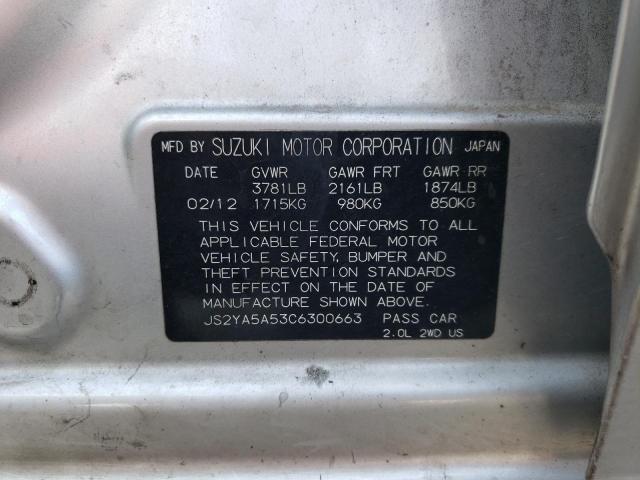 MFD BY SUZUKI MOTOR CORPORATION JAPAN
DATE GVWR GAWR FRT GAWR RR
3781LB 2161LB 1874LB
02/12 1715KG 980KG 850KG
THIS VEHICLE CONFORMS TO ALL
APPLICABLE FEDERAL MOTOR
VEHICLE SAFETY, BUMPER AND
THEFT PREVENTION STANDARDS
IN EFFECT ON THE DATE OF
MANUFACTURE SHOWN ABOVE.
JS2YA5A53C6300663 PASS CAR
2.0L 2WD US